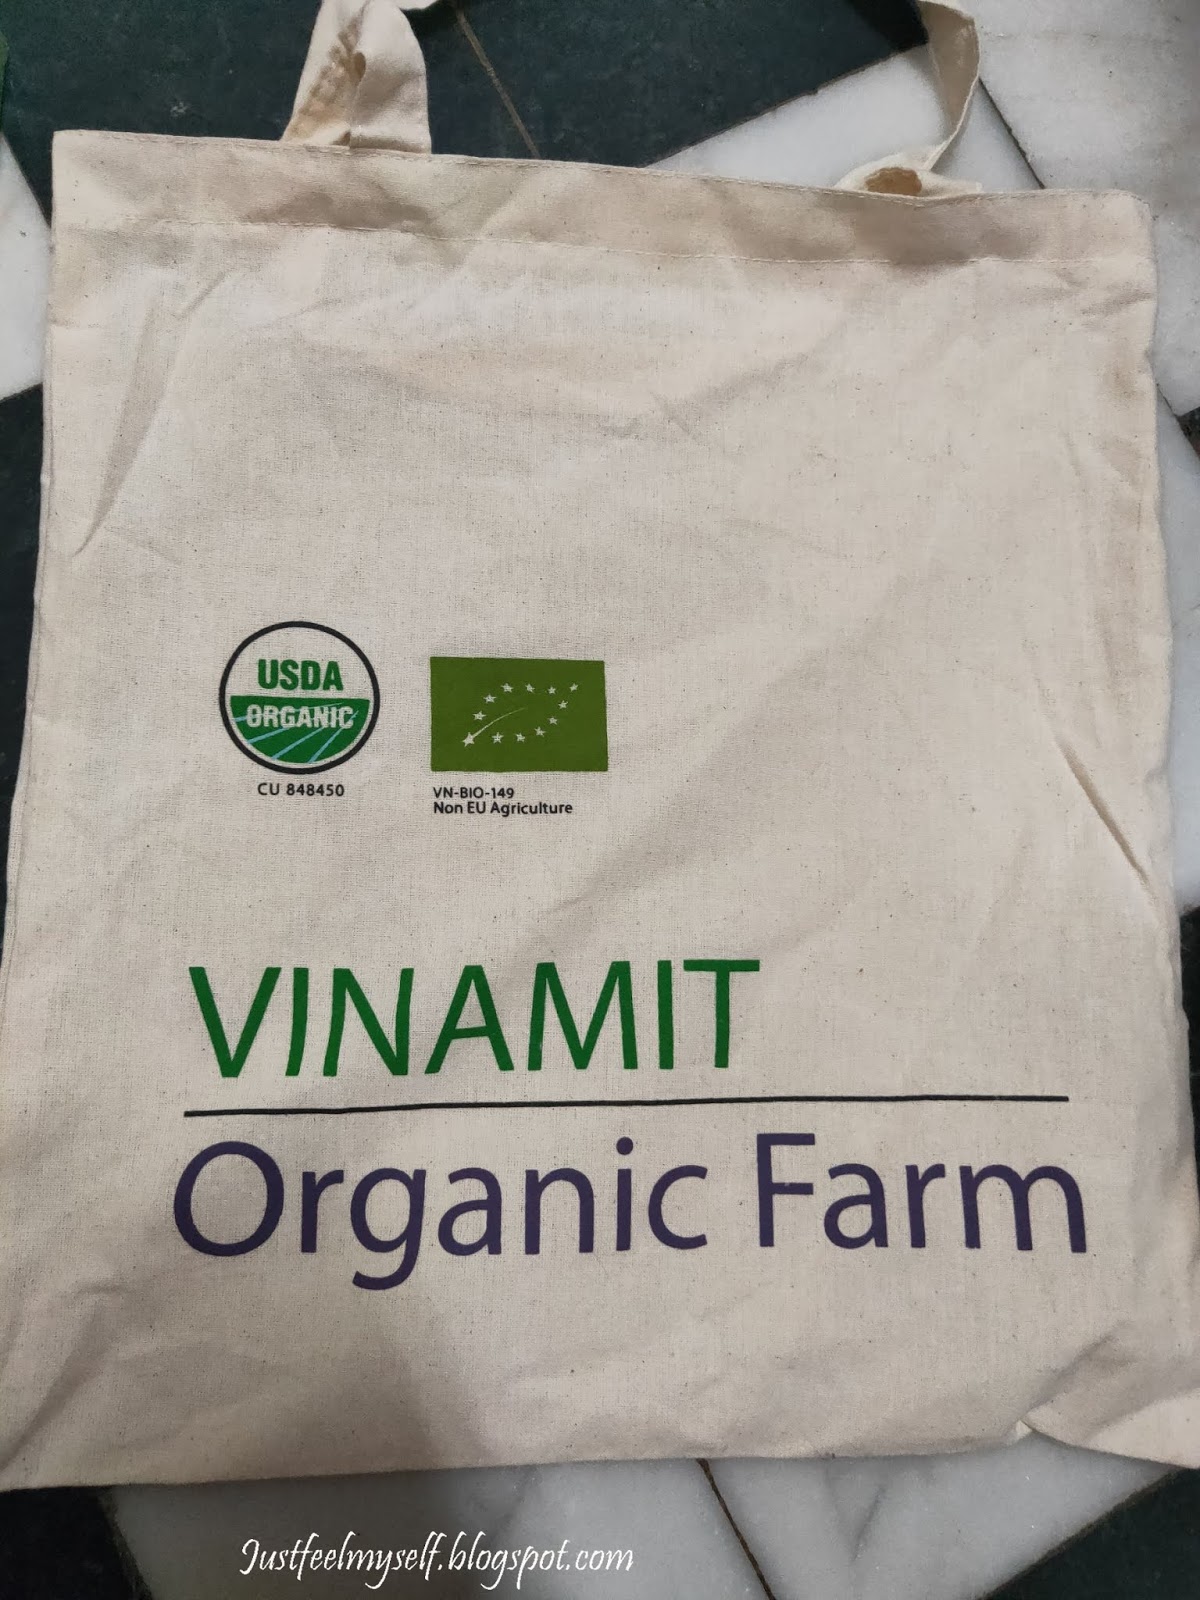 USDA
ORGANIC
CU 848450
VN-BIO-149
Non EU Agriculture
VINAMIT
Organic Farm
Justfeelmyself.blogspot.com